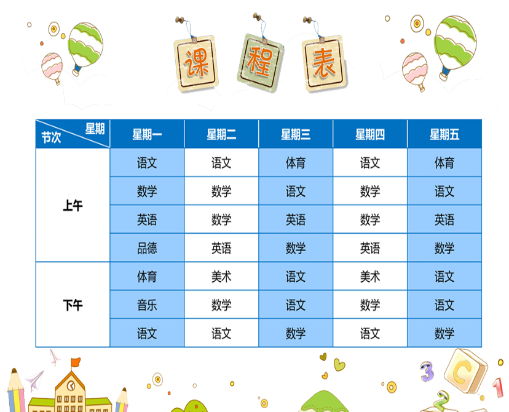 课程表
星期
节次 星期一 星期二 星期三 星期四 星期五
语文 语文 体育 语文 体育
数学 数学 语文 数学 语文
上午
英语 数学 英语 数学 英语
品德 英语 数学 英语 数学
体育 美术 语文 美术 语文
下午 音乐 数学 语文 数学 语文
语文 语文 数学 语文 数学
3 2 C 1